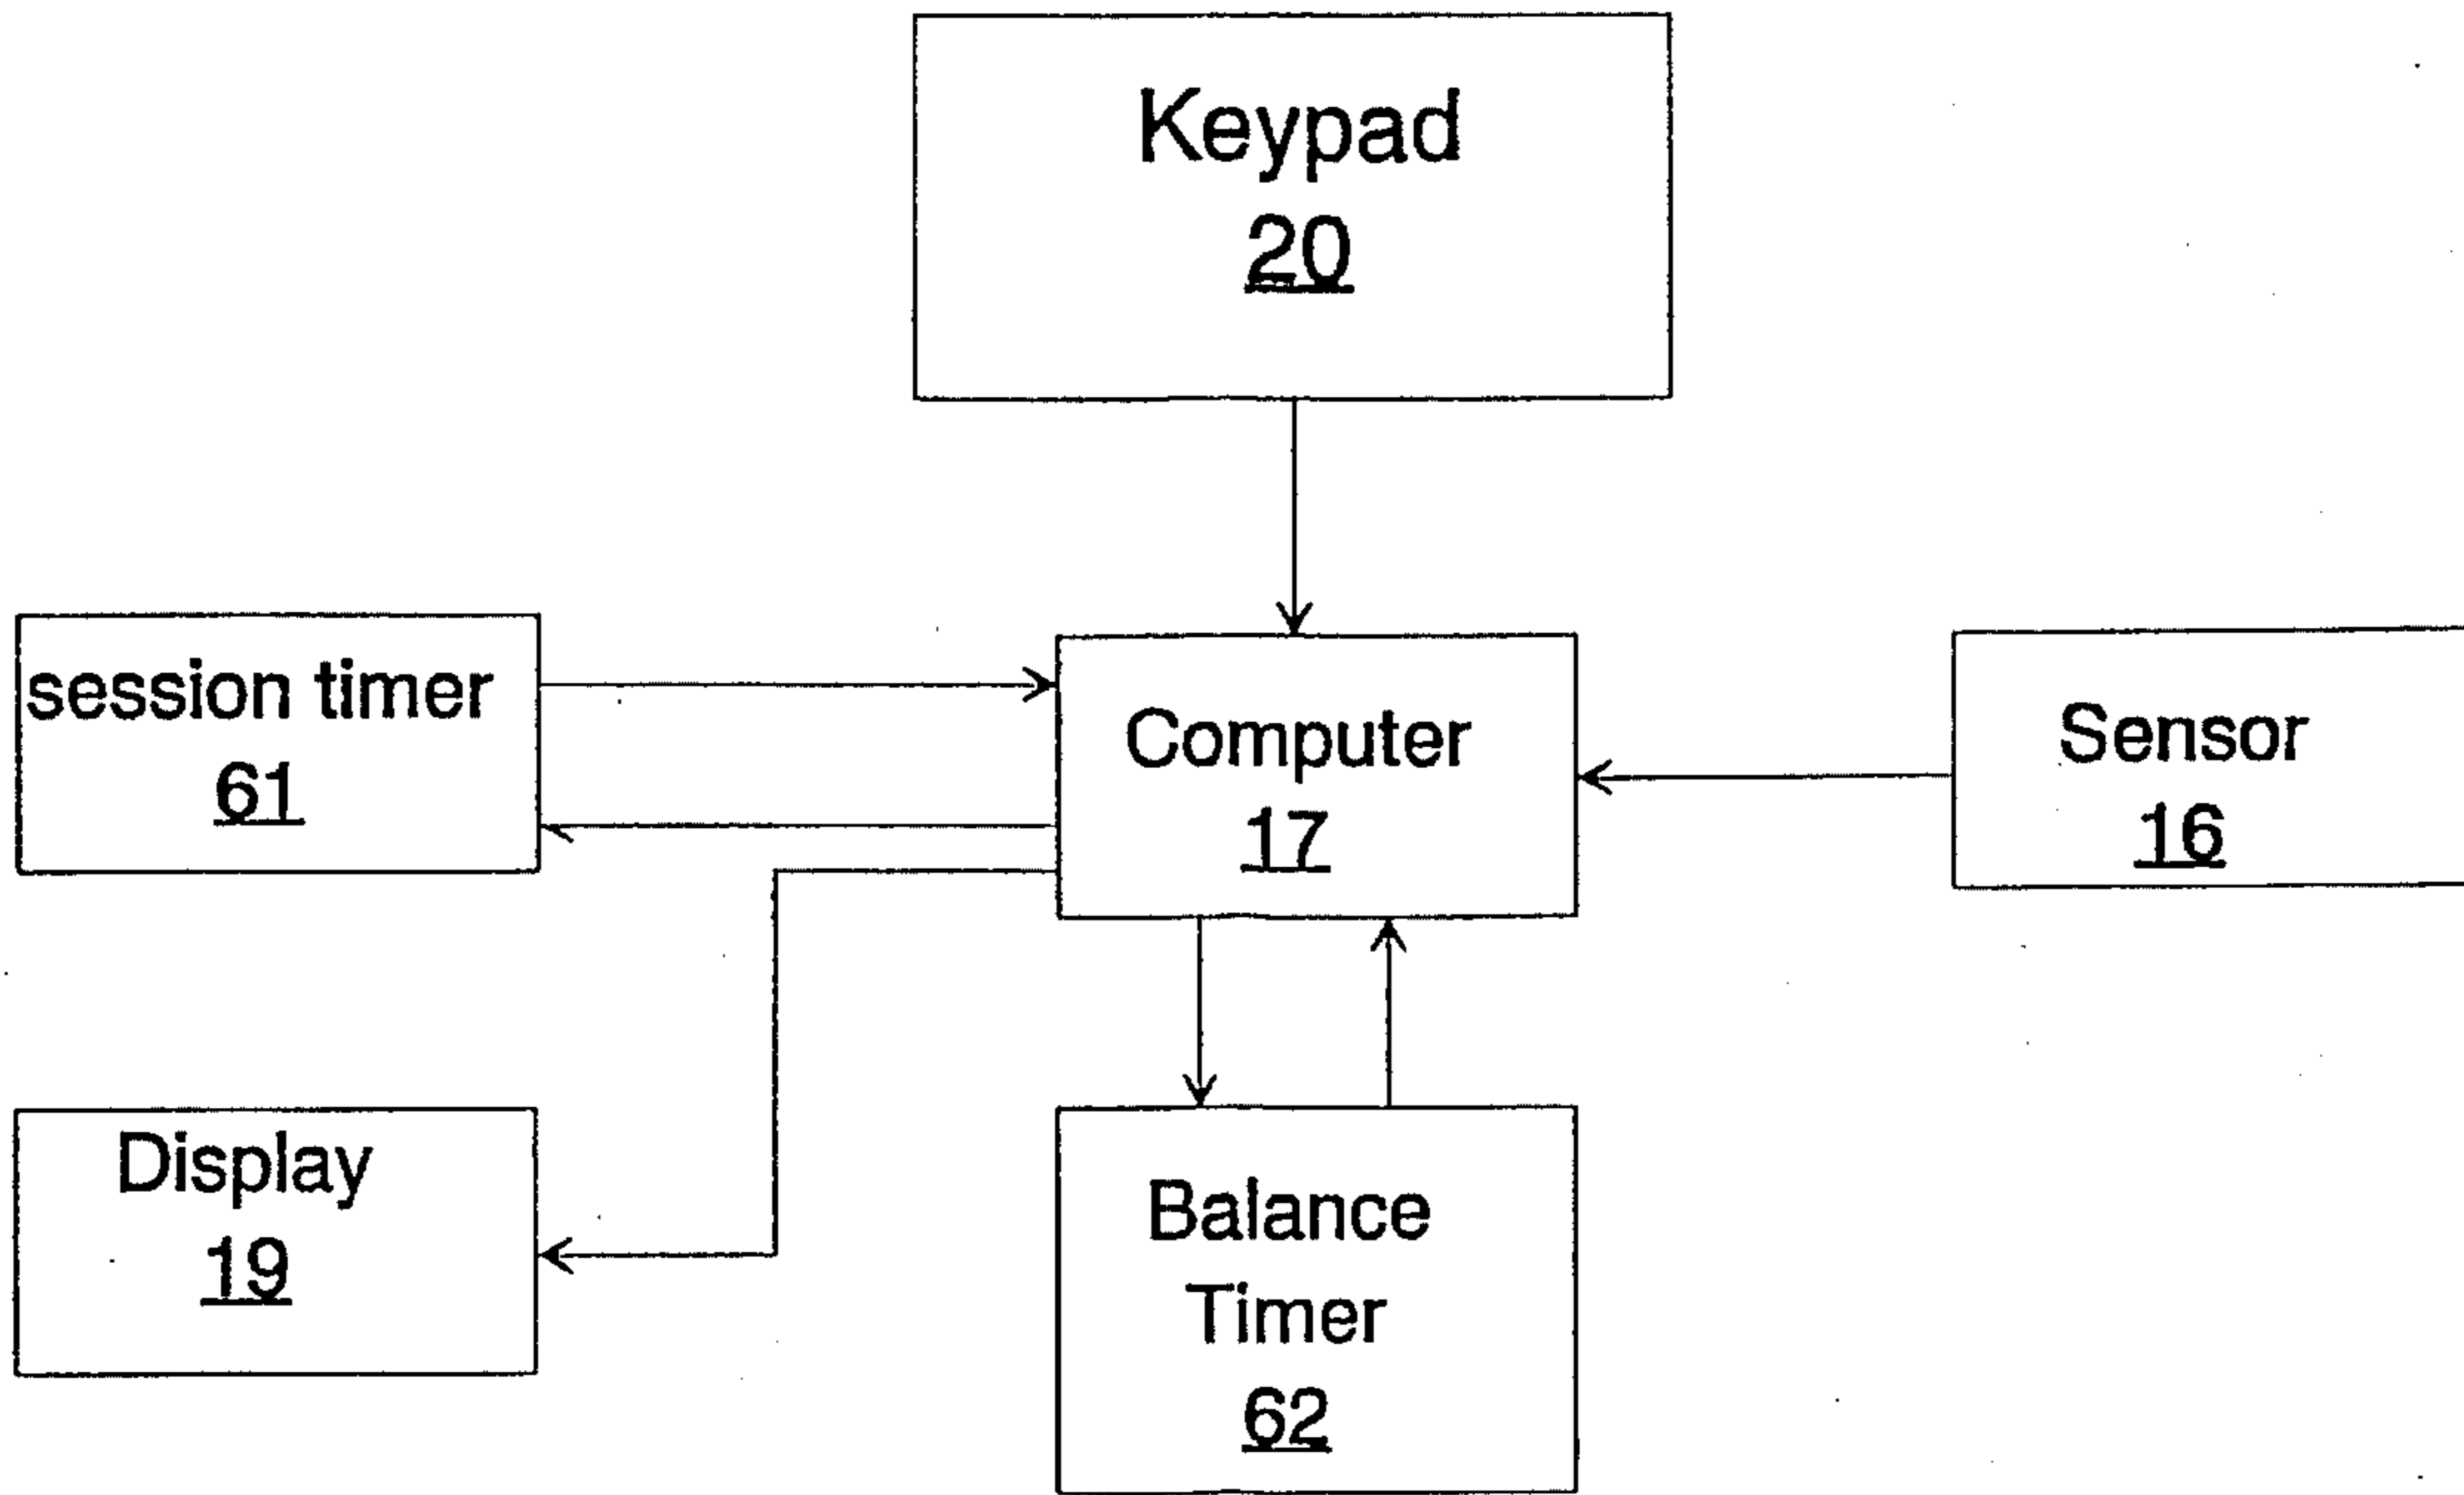 Keypad
20
session timer
61
Computer
17
Sensor
16
Display
19
Balance
Timer
62